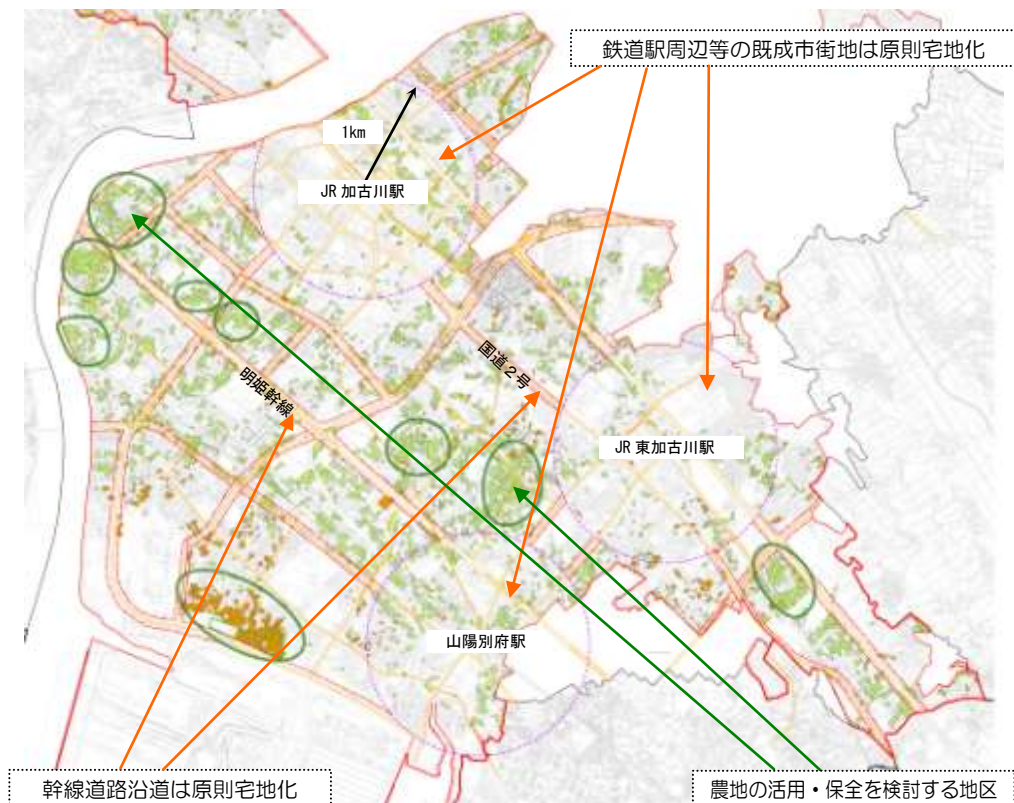 鉄道駅周辺等の既成市街地は原則宅地化
1km
JR 加古川駅
国道2号
明姫幹線
JR 東加古川駅
山陽別府駅
幹線道路沿道は原則宅地化
農地の活用・保全を検討する地区